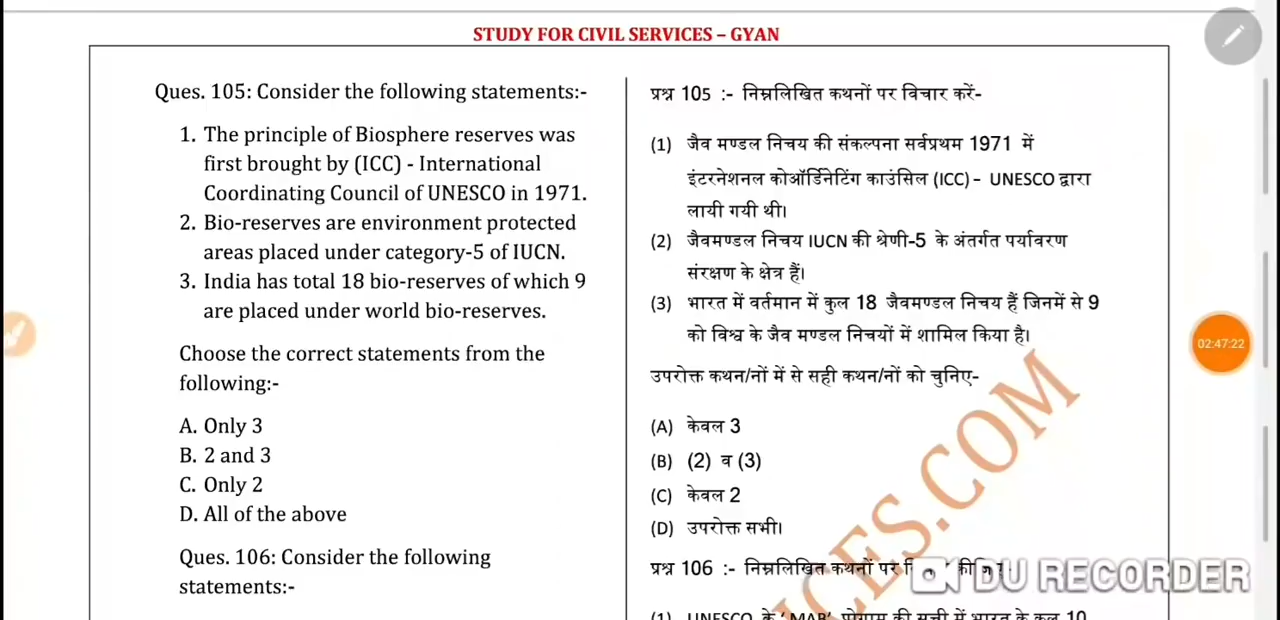 STUDY FOR CIVIL SERVICES – GYAN
Ques. 105: Consider the following statements:-
1. The principle of Biosphere reserves was
first brought by (ICC) - International
Coordinating Council of UNESCO in 1971.
2. Bio-reserves are environment protected
areas placed under category-5 of IUCN.
3. India has total 18 bio-reserves of which 9
are placed under world bio-reserves.
Choose the correct statements from the
following:-
A. Only 3
B. 2 and 3
C. Only 2
D. All of the above
Ques. 106: Consider the following
statements:-
प्रश्न 105 :- निम्नलिखित कथनों पर विचार करें-
(1) जैव मण्डल निचय की संकल्पना सर्वप्रथम 1971 में
इंटरनेशनल कोऑर्डिनेटिंग काउंसिल (ICC) – UNESCO द्वारा
लायी गयी थी।
(2) जैवमण्डल निचय IUCN की श्रेणी-5 के अंतर्गत पर्यावरण
संरक्षण के क्षेत्र हैं।
(3) भारत में वर्तमान में कुल 18 जैवमण्डल निचय हैं जिनमें से 9
को विश्व के जैव मण्डल निचयों में शामिल किया है।
उपरोक्त कथन/नों में से सही कथन/नों को चुनिए-
(A) केवल 3
(B) (2) व (3)
(C) केवल 2
(D) उपरोक्त सभी।
प्रश्न 106 :- निम्नलिखित कथनों पर
(1) UNESCO के 'MAB' प्रोग्राम की सूची में भारत के कुल 10
ICES.COM
DU RECORDER
02:47:22